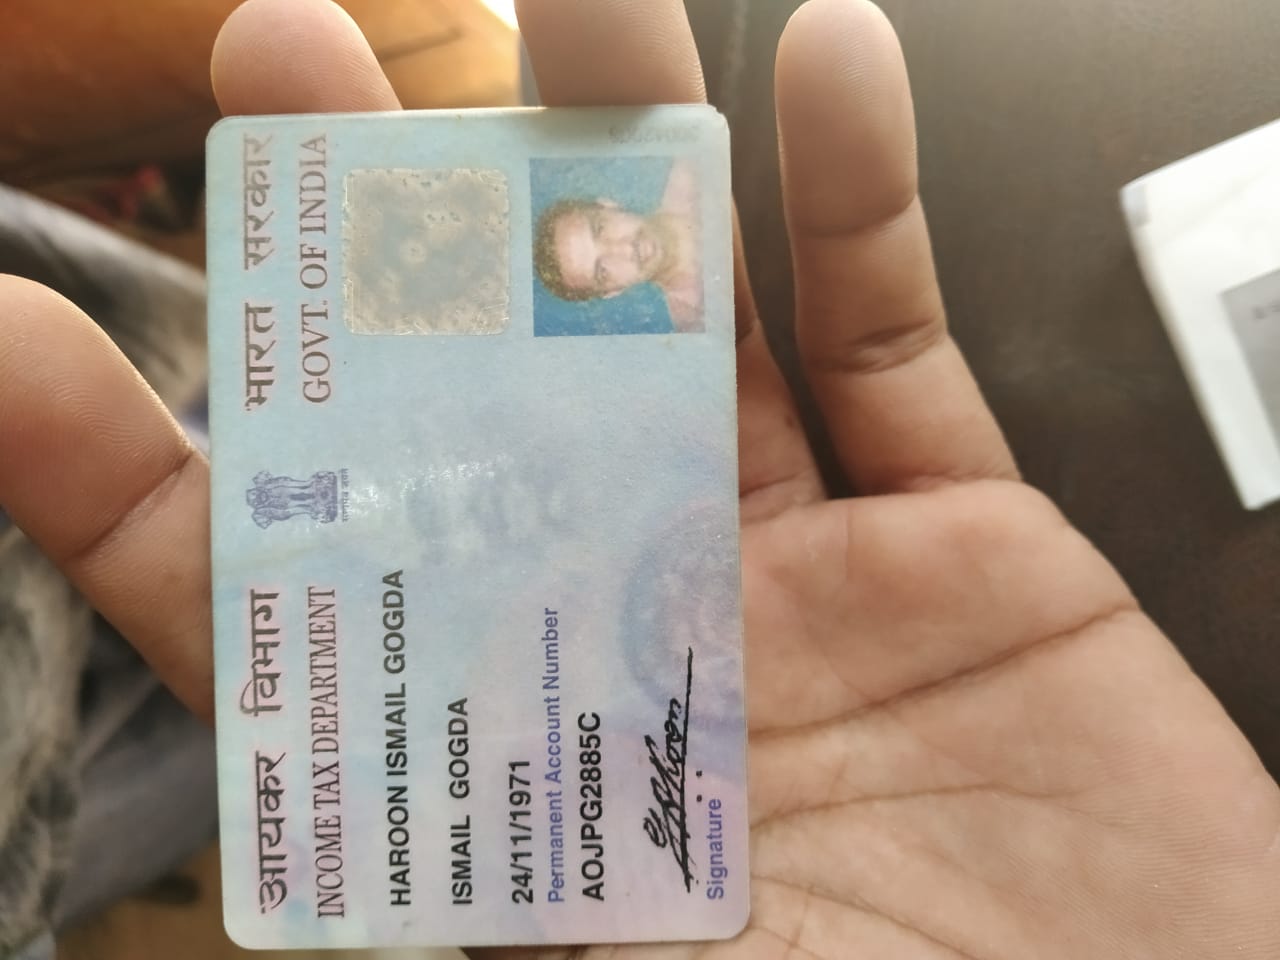 आयकर विभाग
INCOME TAX DEPARTMENT
भारत सरकार
GOVT. OF INDIA
सत्यमेव जयते
HAROON ISMAIL GOGDA
ISMAIL GOGDA
24/11/1971
Permanent Account Number
AOJPG2885C
Signature